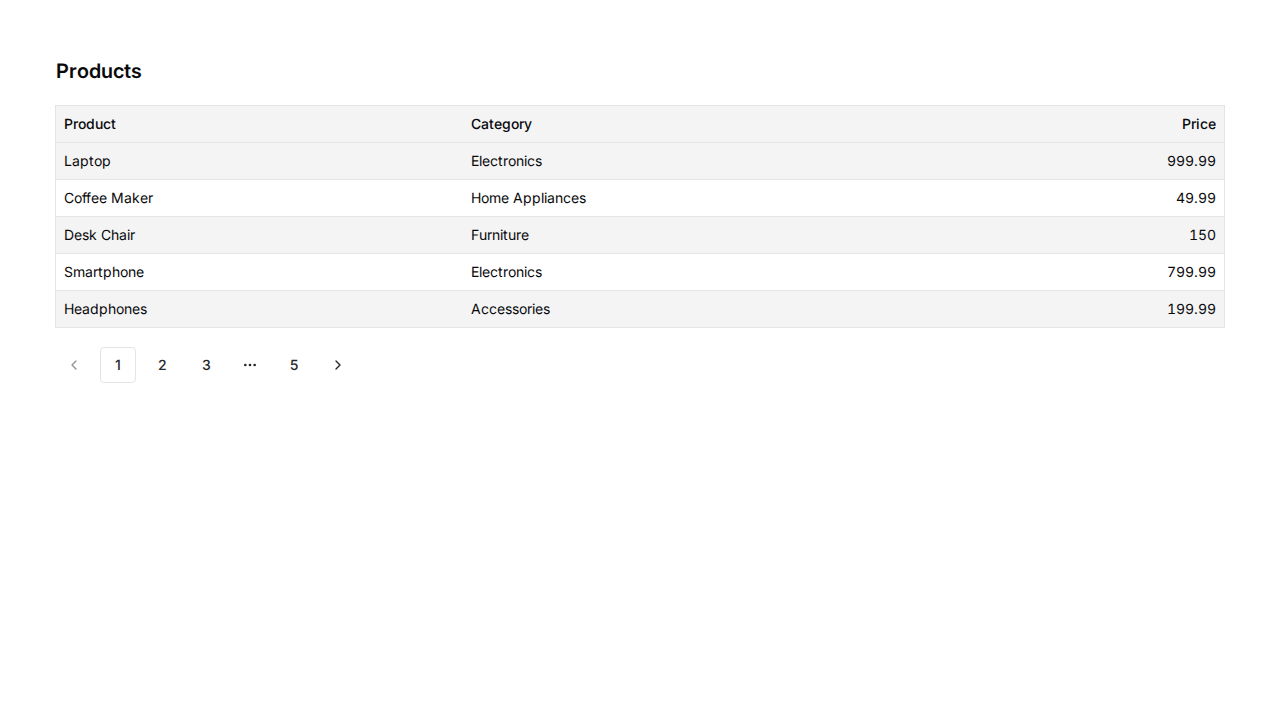 Products
Product Category Price
Laptop Electronics 999.99
Coffee Maker Home Appliances 49.99
Desk Chair Furniture 150
Smartphone Electronics 799.99
Headphones Accessories 199.99
1 2 3 ··· 5